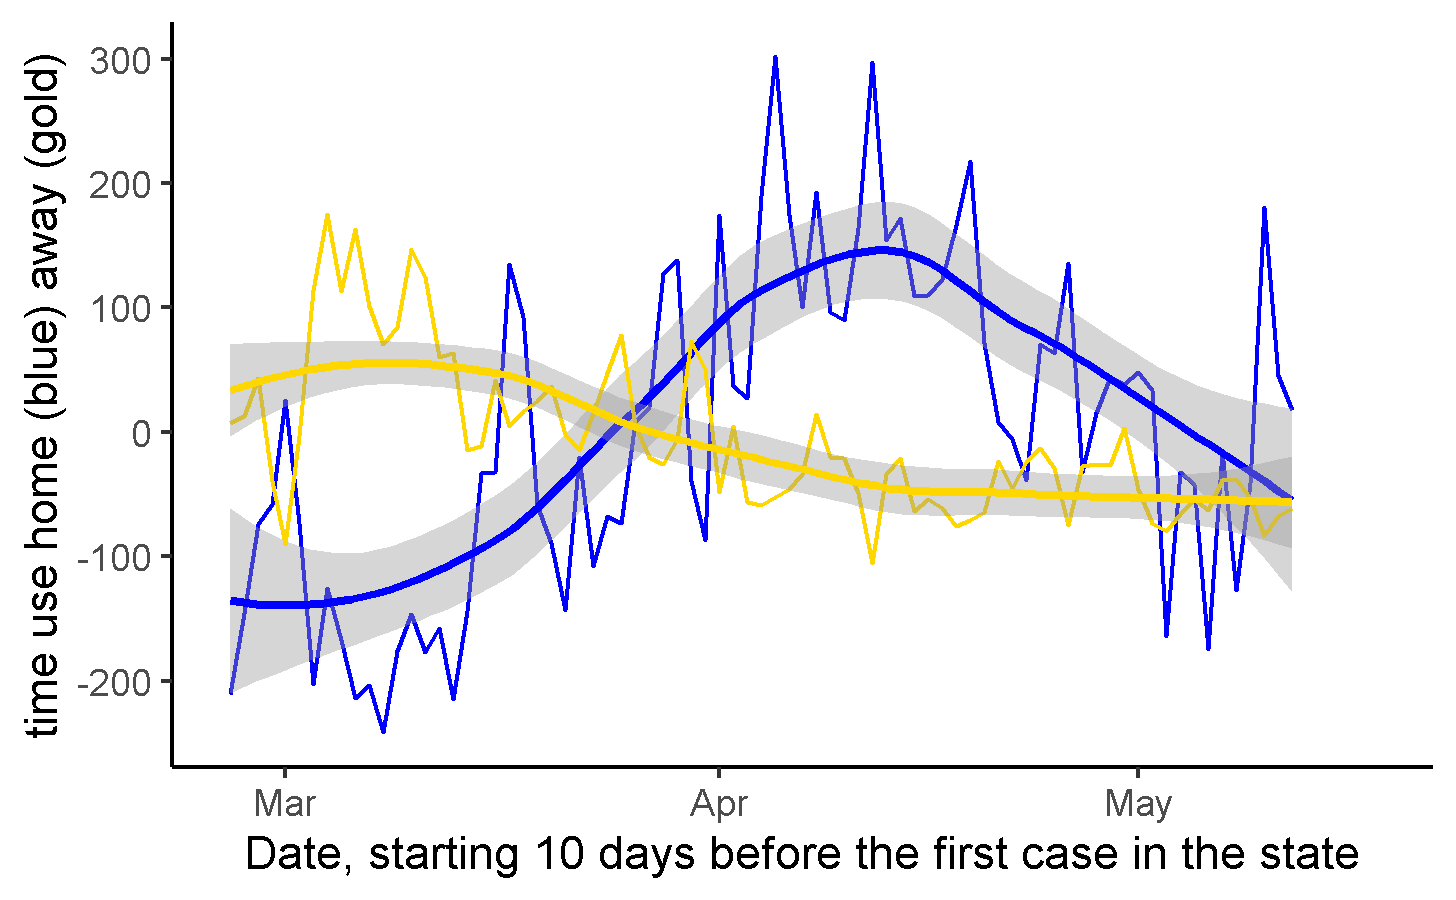 time use home (blue) away (gold)
300
200
100
0
-100
-200
Mar
Apr
May
Date, starting 10 days before the first case in the state